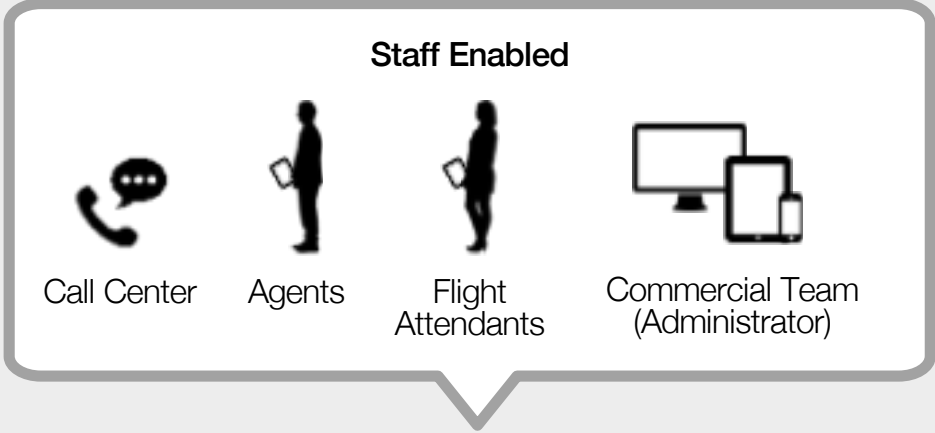 Staff Enabled
Call Center
Agents
Flight
Attendants
Commercial Team
(Administrator)